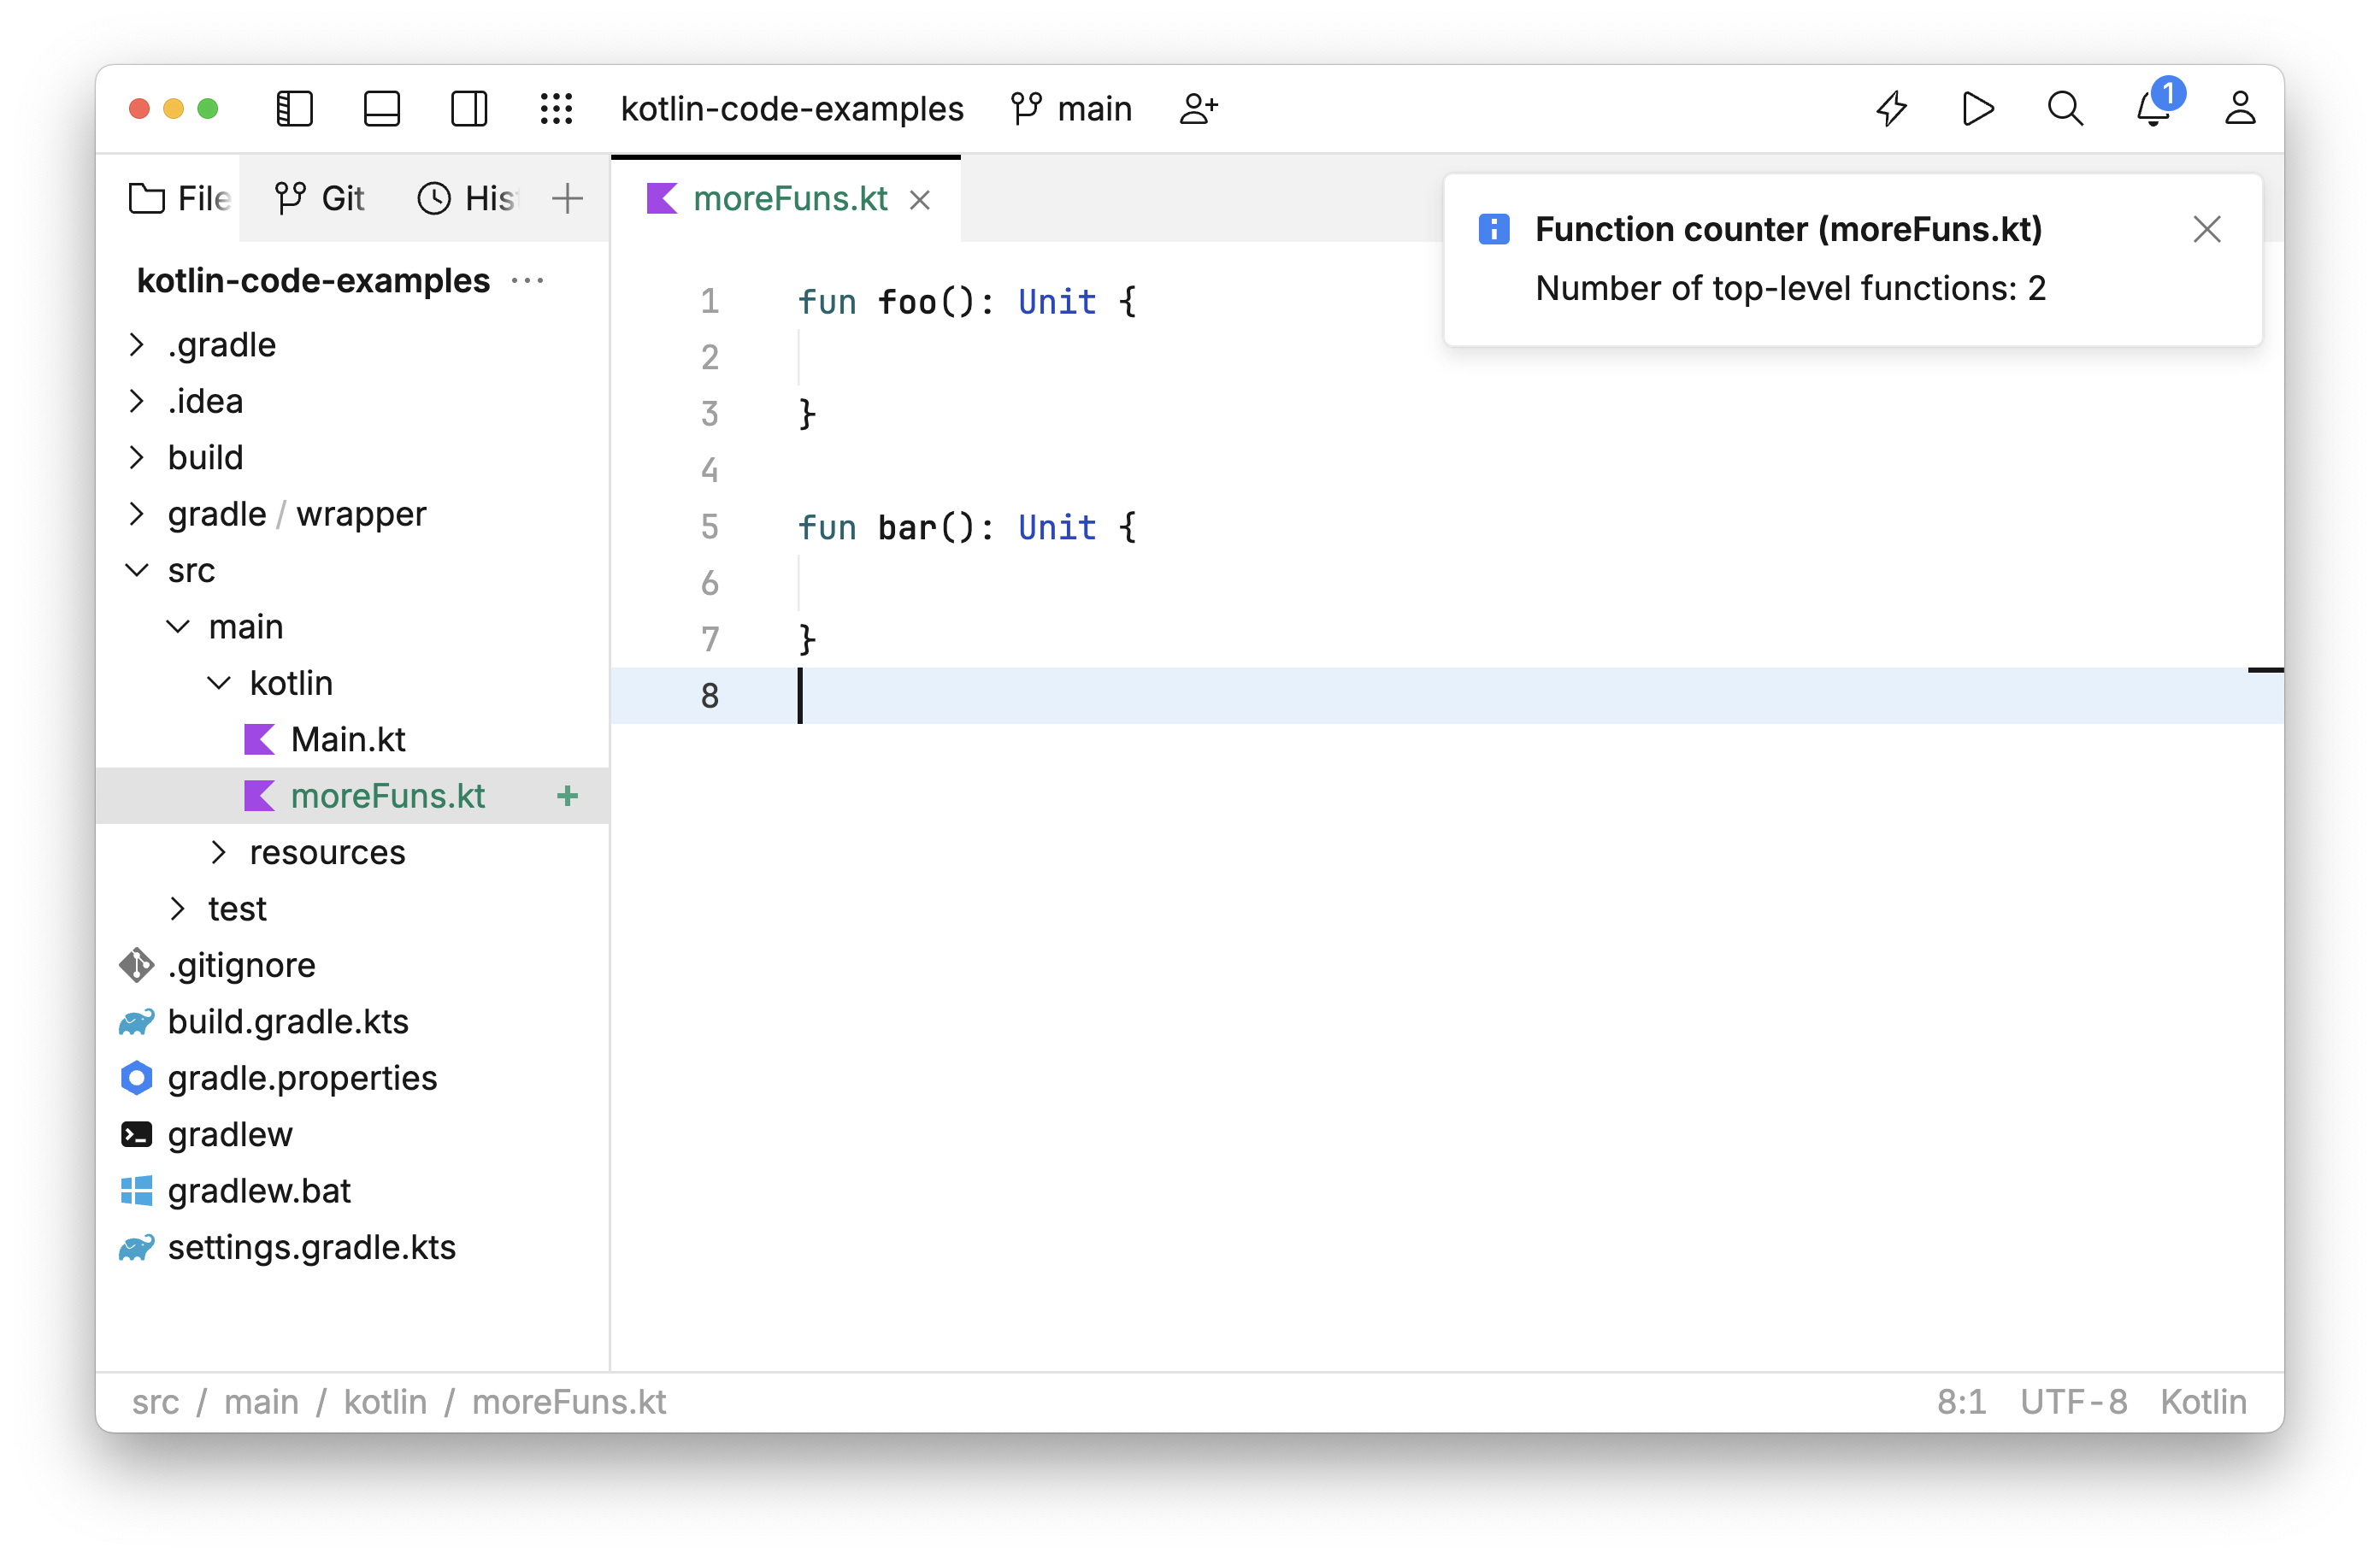 kotlin-code-examples main 1
File Git His
moreFuns.kt
Function counter (moreFuns.kt)
Number of top-level functions: 2
kotlin-code-examples ...
.gradle
.idea
build
gradle / wrapper
src
main
kotlin
Main.kt
moreFuns.kt +
resources
test
.gitignore
build.gradle.kts
gradle.properties
gradlew
gradlew.bat
settings.gradle.kts
1 fun foo(): Unit {
2
3 }
4
5 fun bar(): Unit {
6
7 }
8
src / main / kotlin / moreFuns.kt
8:1 UTF-8 Kotlin